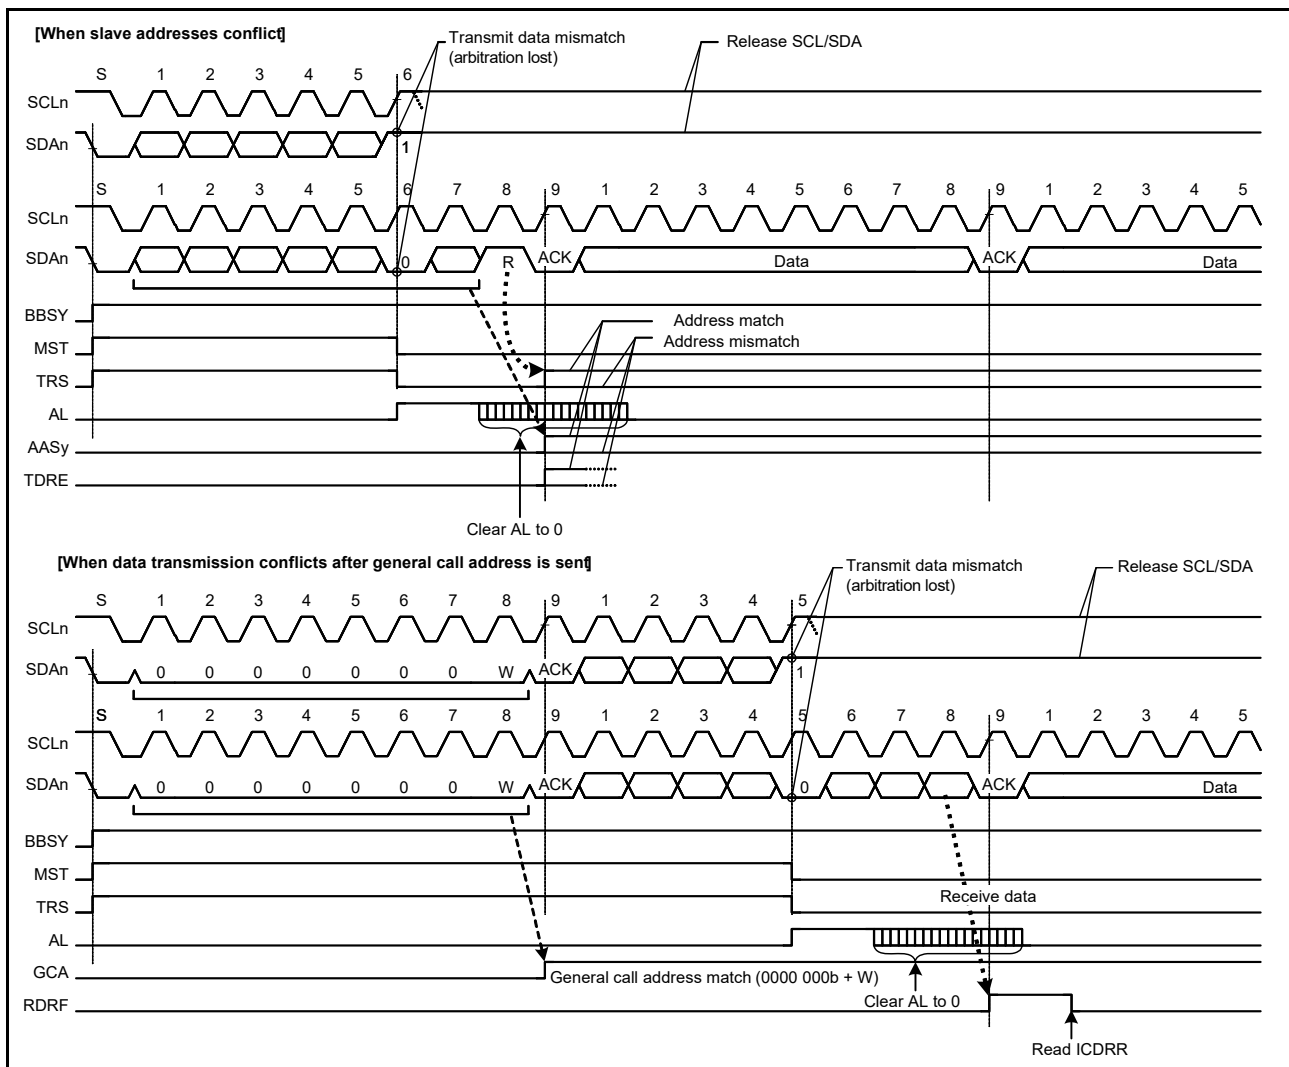 [When slave addresses conflict]
Transmit data mismatch
(arbitration lost)
Release SCL/SDA
S 1 2 3 4 5 6
SCLn
SDAn
1
S 1 2 3 4 5 6 7 8 9 1 2 3 4 5 6 7 8 9 1 2 3 4 5
SCLn
SDAn 0 R ACK Data ACK Data
BBSY
Address match
MST
Address mismatch
TRS
AL
AASy
TDRE
Clear AL to 0
[When data transmission conflicts after general call address is sent]
Transmit data mismatch
(arbitration lost)
Release SCL/SDA
S 1 2 3 4 5 6 7 8 9 1 2 3 4 5
SCLn
SDAn 0 0 0 0 0 0 0 W ACK 1
S 1 2 3 4 5 6 7 8 9 1 2 3 4 5 6 7 8 9 1 2 3 4 5
SCLn
SDAn 0 0 0 0 0 0 0 W ACK 0 ACK Data
BBSY
MST
Receive data
TRS
AL
GCA
General call address match (0000 000b + W)
Clear AL to 0
RDRF
Read ICDRR